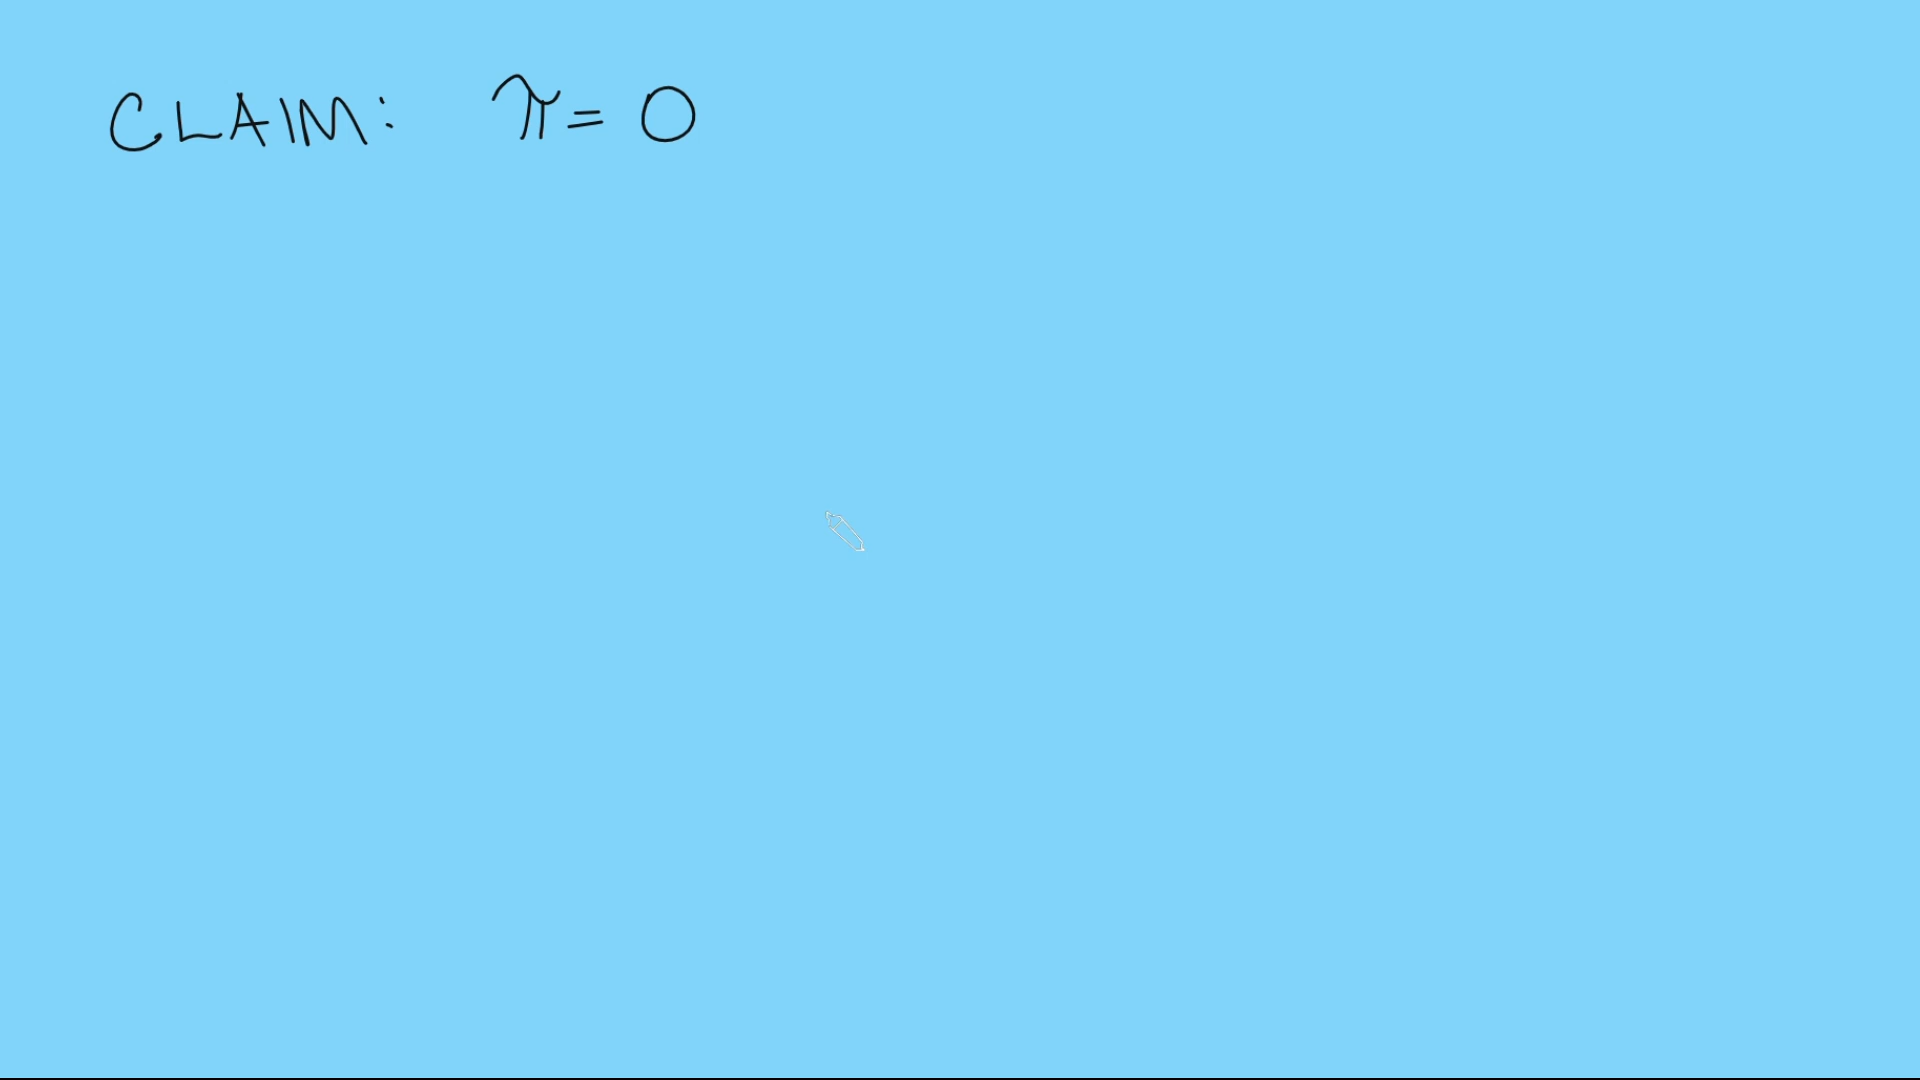 CLAIM: π = 0